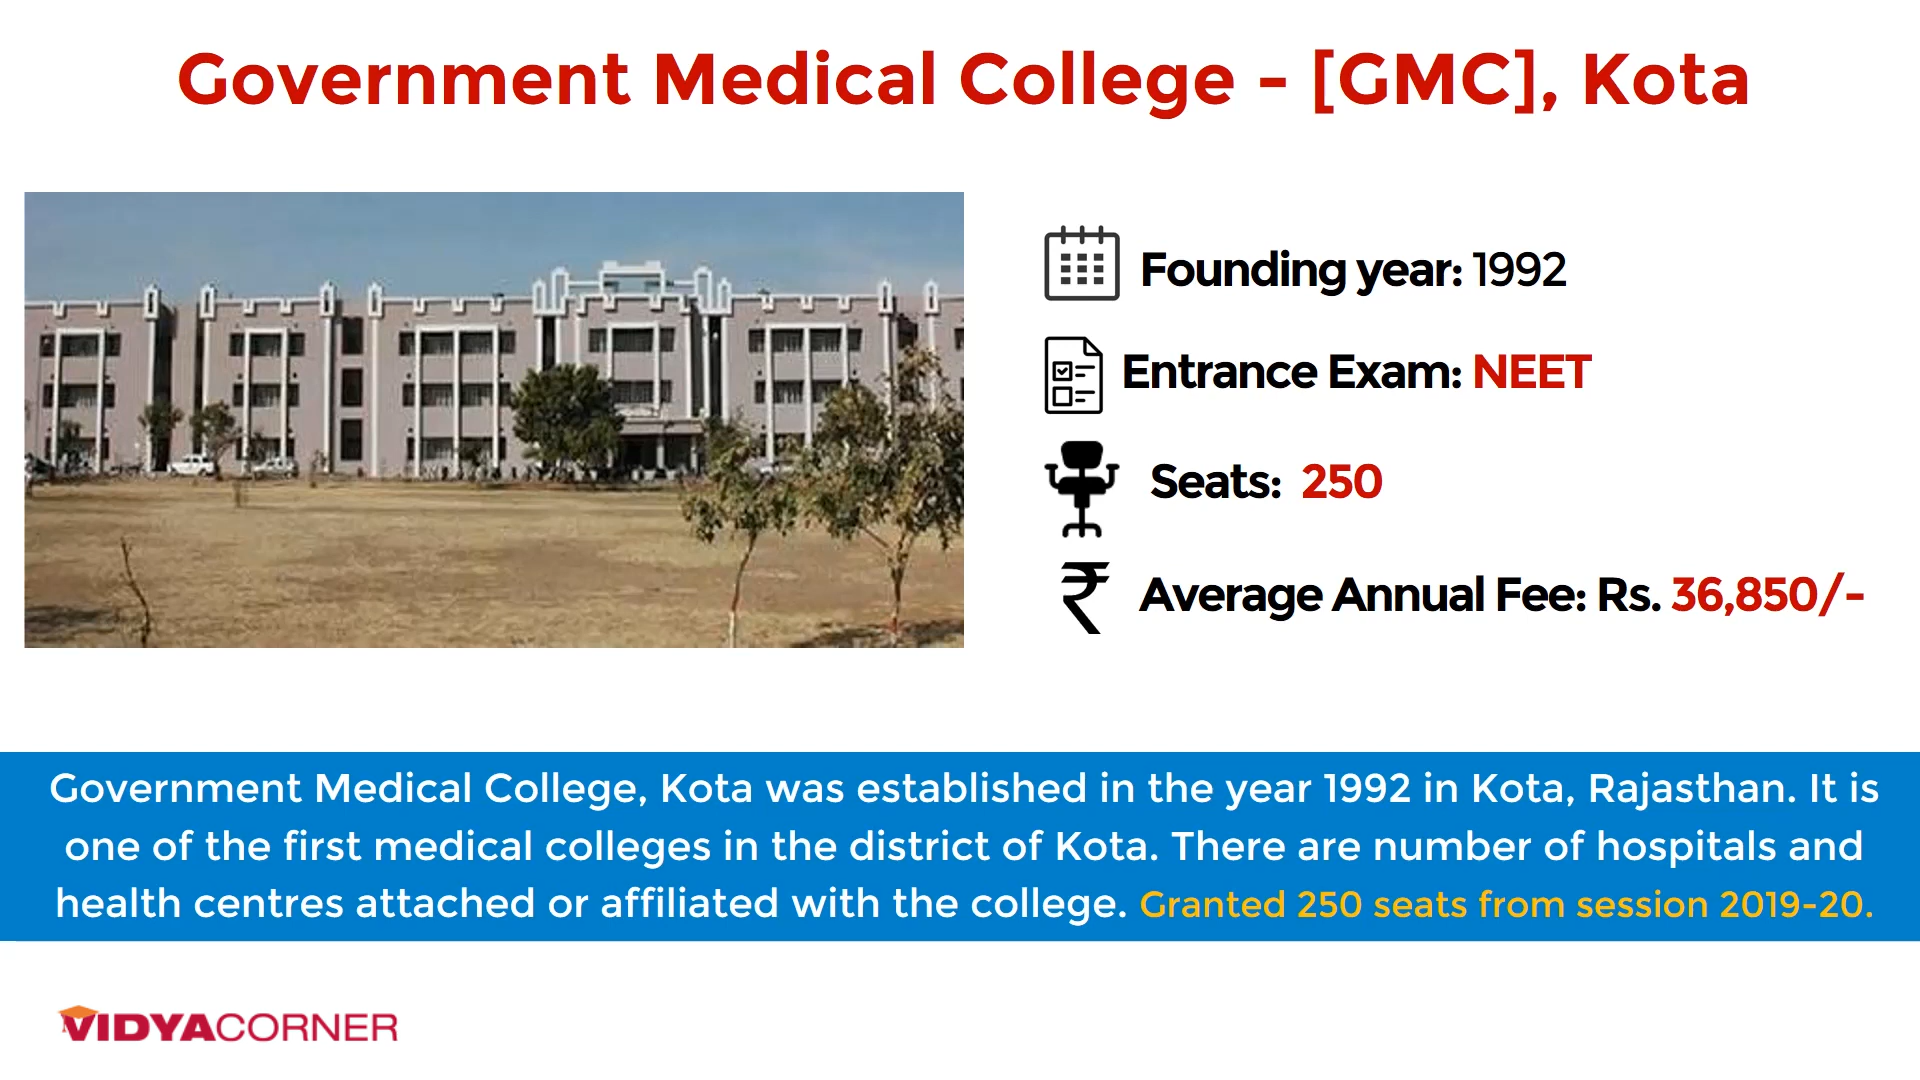 Government Medical College - [GMC], Kota
Founding year: 1992
Entrance Exam: NEET
Seats: 250
₹ Average Annual Fee: Rs. 36,850/-
Government Medical College, Kota was established in the year 1992 in Kota, Rajasthan. It is
one of the first medical colleges in the district of Kota. There are number of hospitals and
health centres attached or affiliated with the college. Granted 250 seats from session 2019-20.
VIDYACORNER